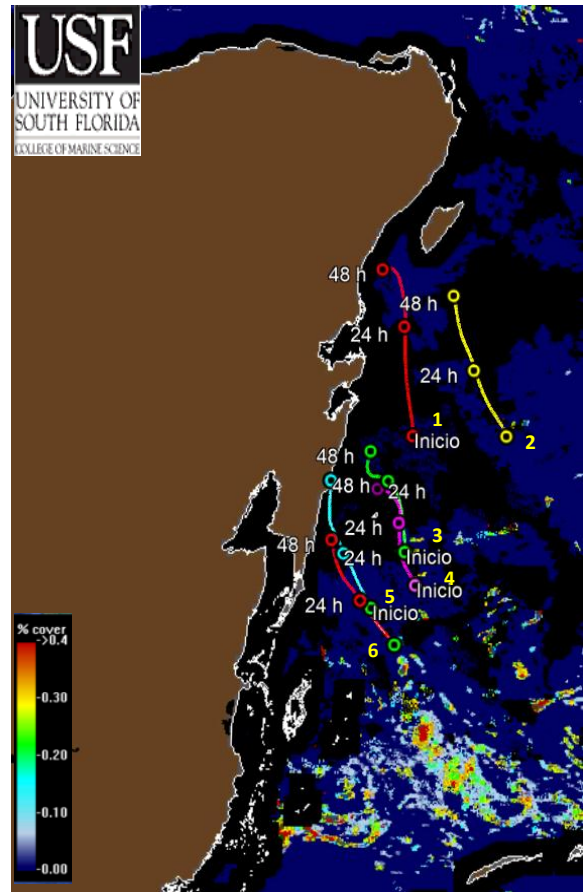 USF
UNIVERSITY OF
SOUTH FLORIDA
COLLEGE OF MARINE SCIENCE
48 h
48 h
24 h
24 h
1
Inicio
2
48 h
48 h
24 h
24 h
3
48 h
24 h
Inicio
4
Inicio
24 h
5
Inicio
6
% cover
->0.4
-0.30
-0.20
-0.10
-0.00